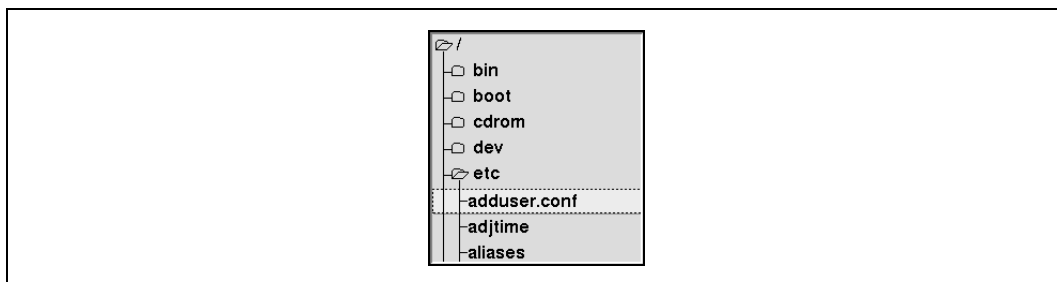 /
bin
boot
cdrom
dev
etc
adduser.conf
adjtime
aliases